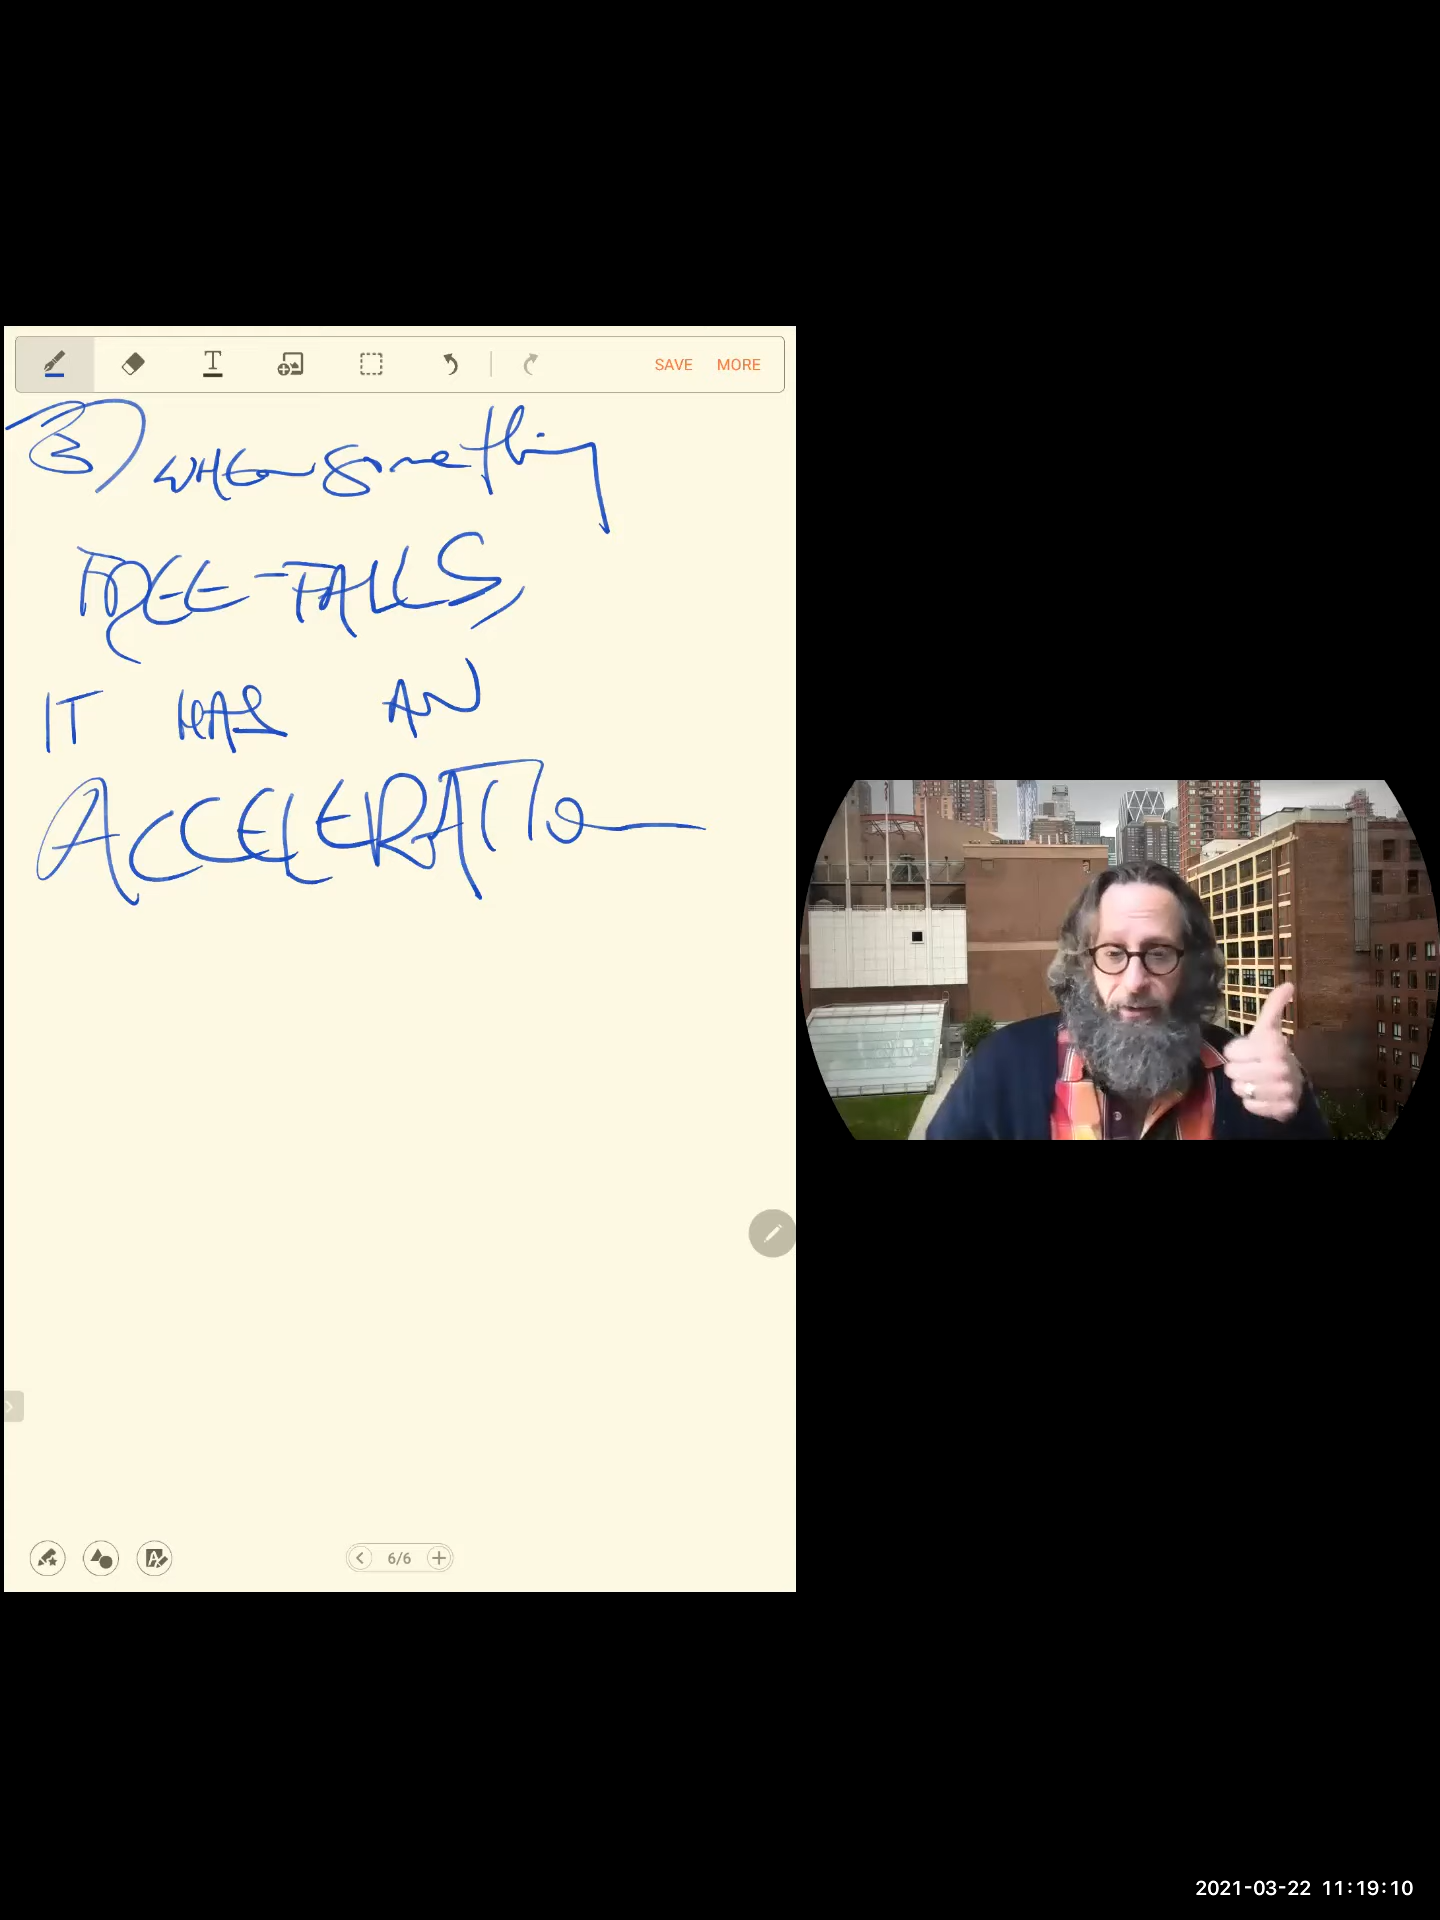 T
SAVE MORE
3) WHEN something
FREE-FALLS,
IT HAS AN
ACCELERATION
A
6/6
2021-03-22 11:19:10